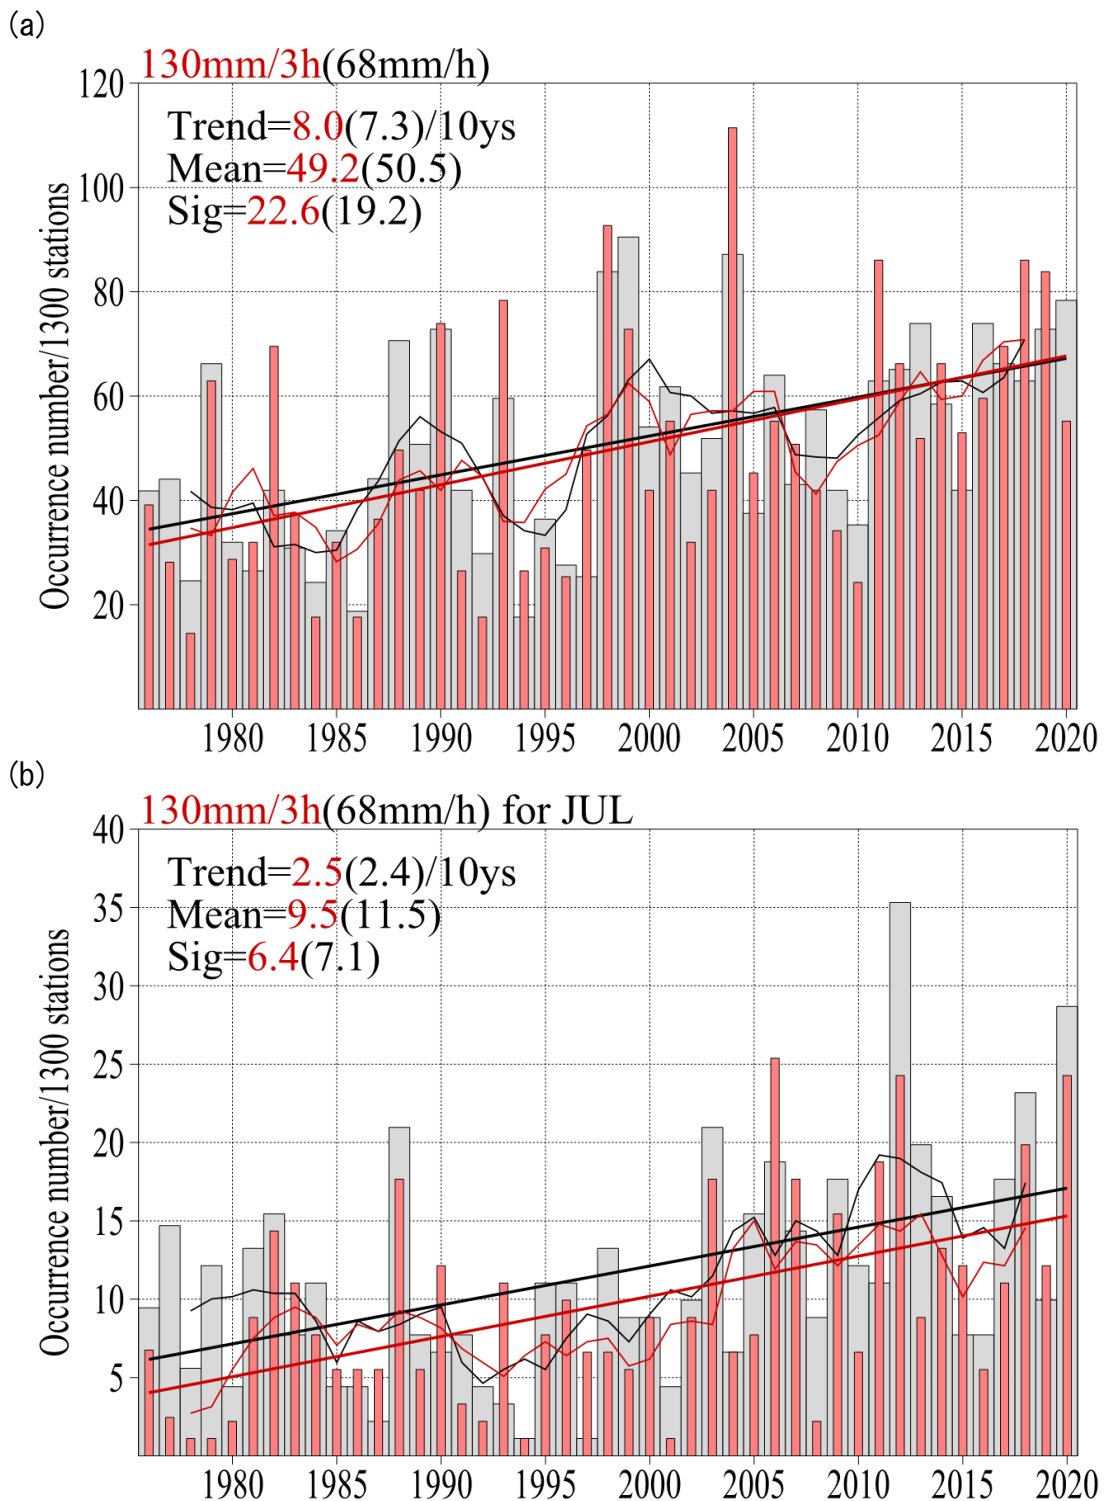 (a)
130mm/3h(68mm/h)
Trend=8.0(7.3)/10ys
Mean=49.2(50.5)
Sig=22.6(19.2)
Occurrence number/1300 stations
120
100
80
60
40
20
1980 1985 1990 1995 2000 2005 2010 2015 2020
(b)
130mm/3h(68mm/h) for JUL
Trend=2.5(2.4)/10ys
Mean=9.5(11.5)
Sig=6.4(7.1)
Occurrence number/1300 stations
40
35
30
25
20
15
10
5
1980 1985 1990 1995 2000 2005 2010 2015 2020